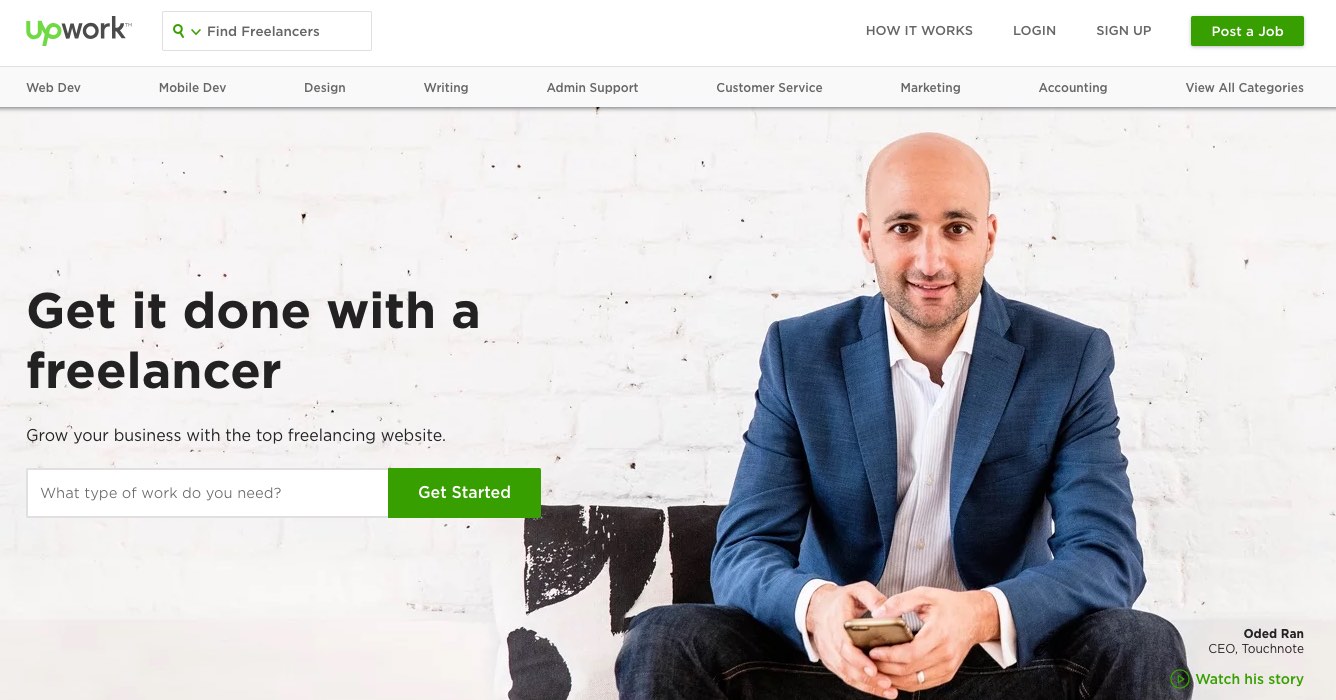 upwork™
Find Freelancers
HOW IT WORKS
LOGIN
SIGN UP
Post a Job
Web Dev
Mobile Dev
Design
Writing
Admin Support
Customer Service
Marketing
Accounting
View All Categories
Get it done with a
freelancer
Grow your business with the top freelancing website.
What type of work do you need?
Get Started
Oded Ran
CEO, Touchnote
Watch his story